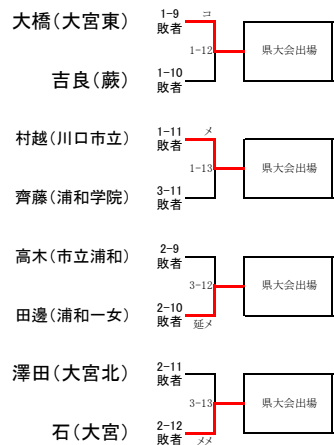 大橋（大宮東） 1-9 敗者 コ
1-12 県大会出場
吉良（蕨） 1-10 敗者
村越（川口市立） 1-11 敗者 メ
1-13 県大会出場
齊藤（浦和学院） 3-11 敗者
高木（市立浦和） 2-9 敗者
3-12 県大会出場
田邊（浦和一女） 2-10 敗者 延メ
澤田（大宮北） 2-11 敗者
3-13 県大会出場
石（大宮） 2-12 敗者 メメ